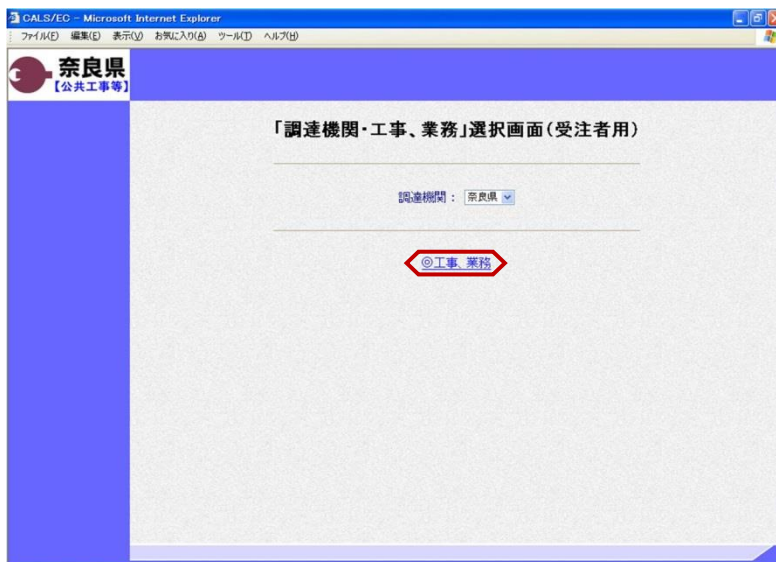 CALS/EC - Microsoft Internet Explorer
ファイル(F) 編集(E) 表示(V) お気に入り(A) ツール(T) ヘルプ(H)
奈良県
【公共工事等】
「調達機関・工事、業務」選択画面(受注者用)
調達機関： 奈良県
◎工事、業務